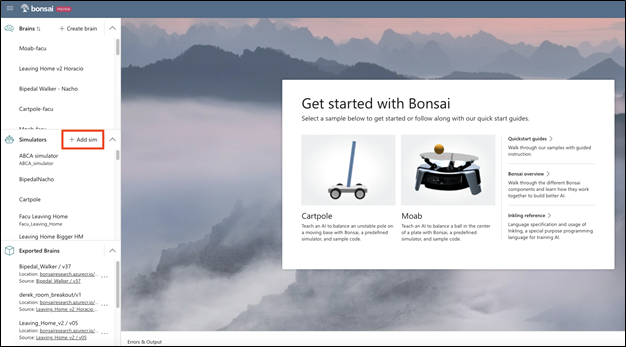 bonsai Preview
Brains + Create brain
Moab-facu
Leaving Home v2 Horacio
Bipedal Walker - Nacho
Cartpole-facu
Moab-facu
Simulators + Add sim
ABCA simulator
ABCA_simulator
BipedalNacho
Cartpole
Facu Leaving Home
Facu_Leaving_Home
Leaving Home Bigger HM
Exported Brains
Bipedal_Walker / v37
Location: bonsairesearch.azurecr.io/...
Source: Bipedal_Walker / v37
derek_room_breakout/v1
Location: bonsairesearch.azurecr.io/...
Source: Leaving_Home_v2_Horacio ...
Leaving_Home_v2 / v05
Location: bonsairesearch.azurecr.io/...
Source: Leaving_Home_v2 / v05
Get started with Bonsai
Select a sample below to get started or follow along with our quick start guides.
Cartpole
Teach an AI to balance an unstable pole
on a moving base with Bonsai, a predefined
simulator, and sample code.
Moab
Teach an AI to balance a ball in the center
of a plate with Bonsai, a predefined
simulator, and sample code.
Quickstart guides >
Walk through our samples with guided
instruction.
Bonsai overview >
Walk through the different Bonsai
components and learn how they work
together to build better AI.
Inkling reference >
Language specification and usage of
Inkling, a special purpose programming
language for training AI.
Errors & Output